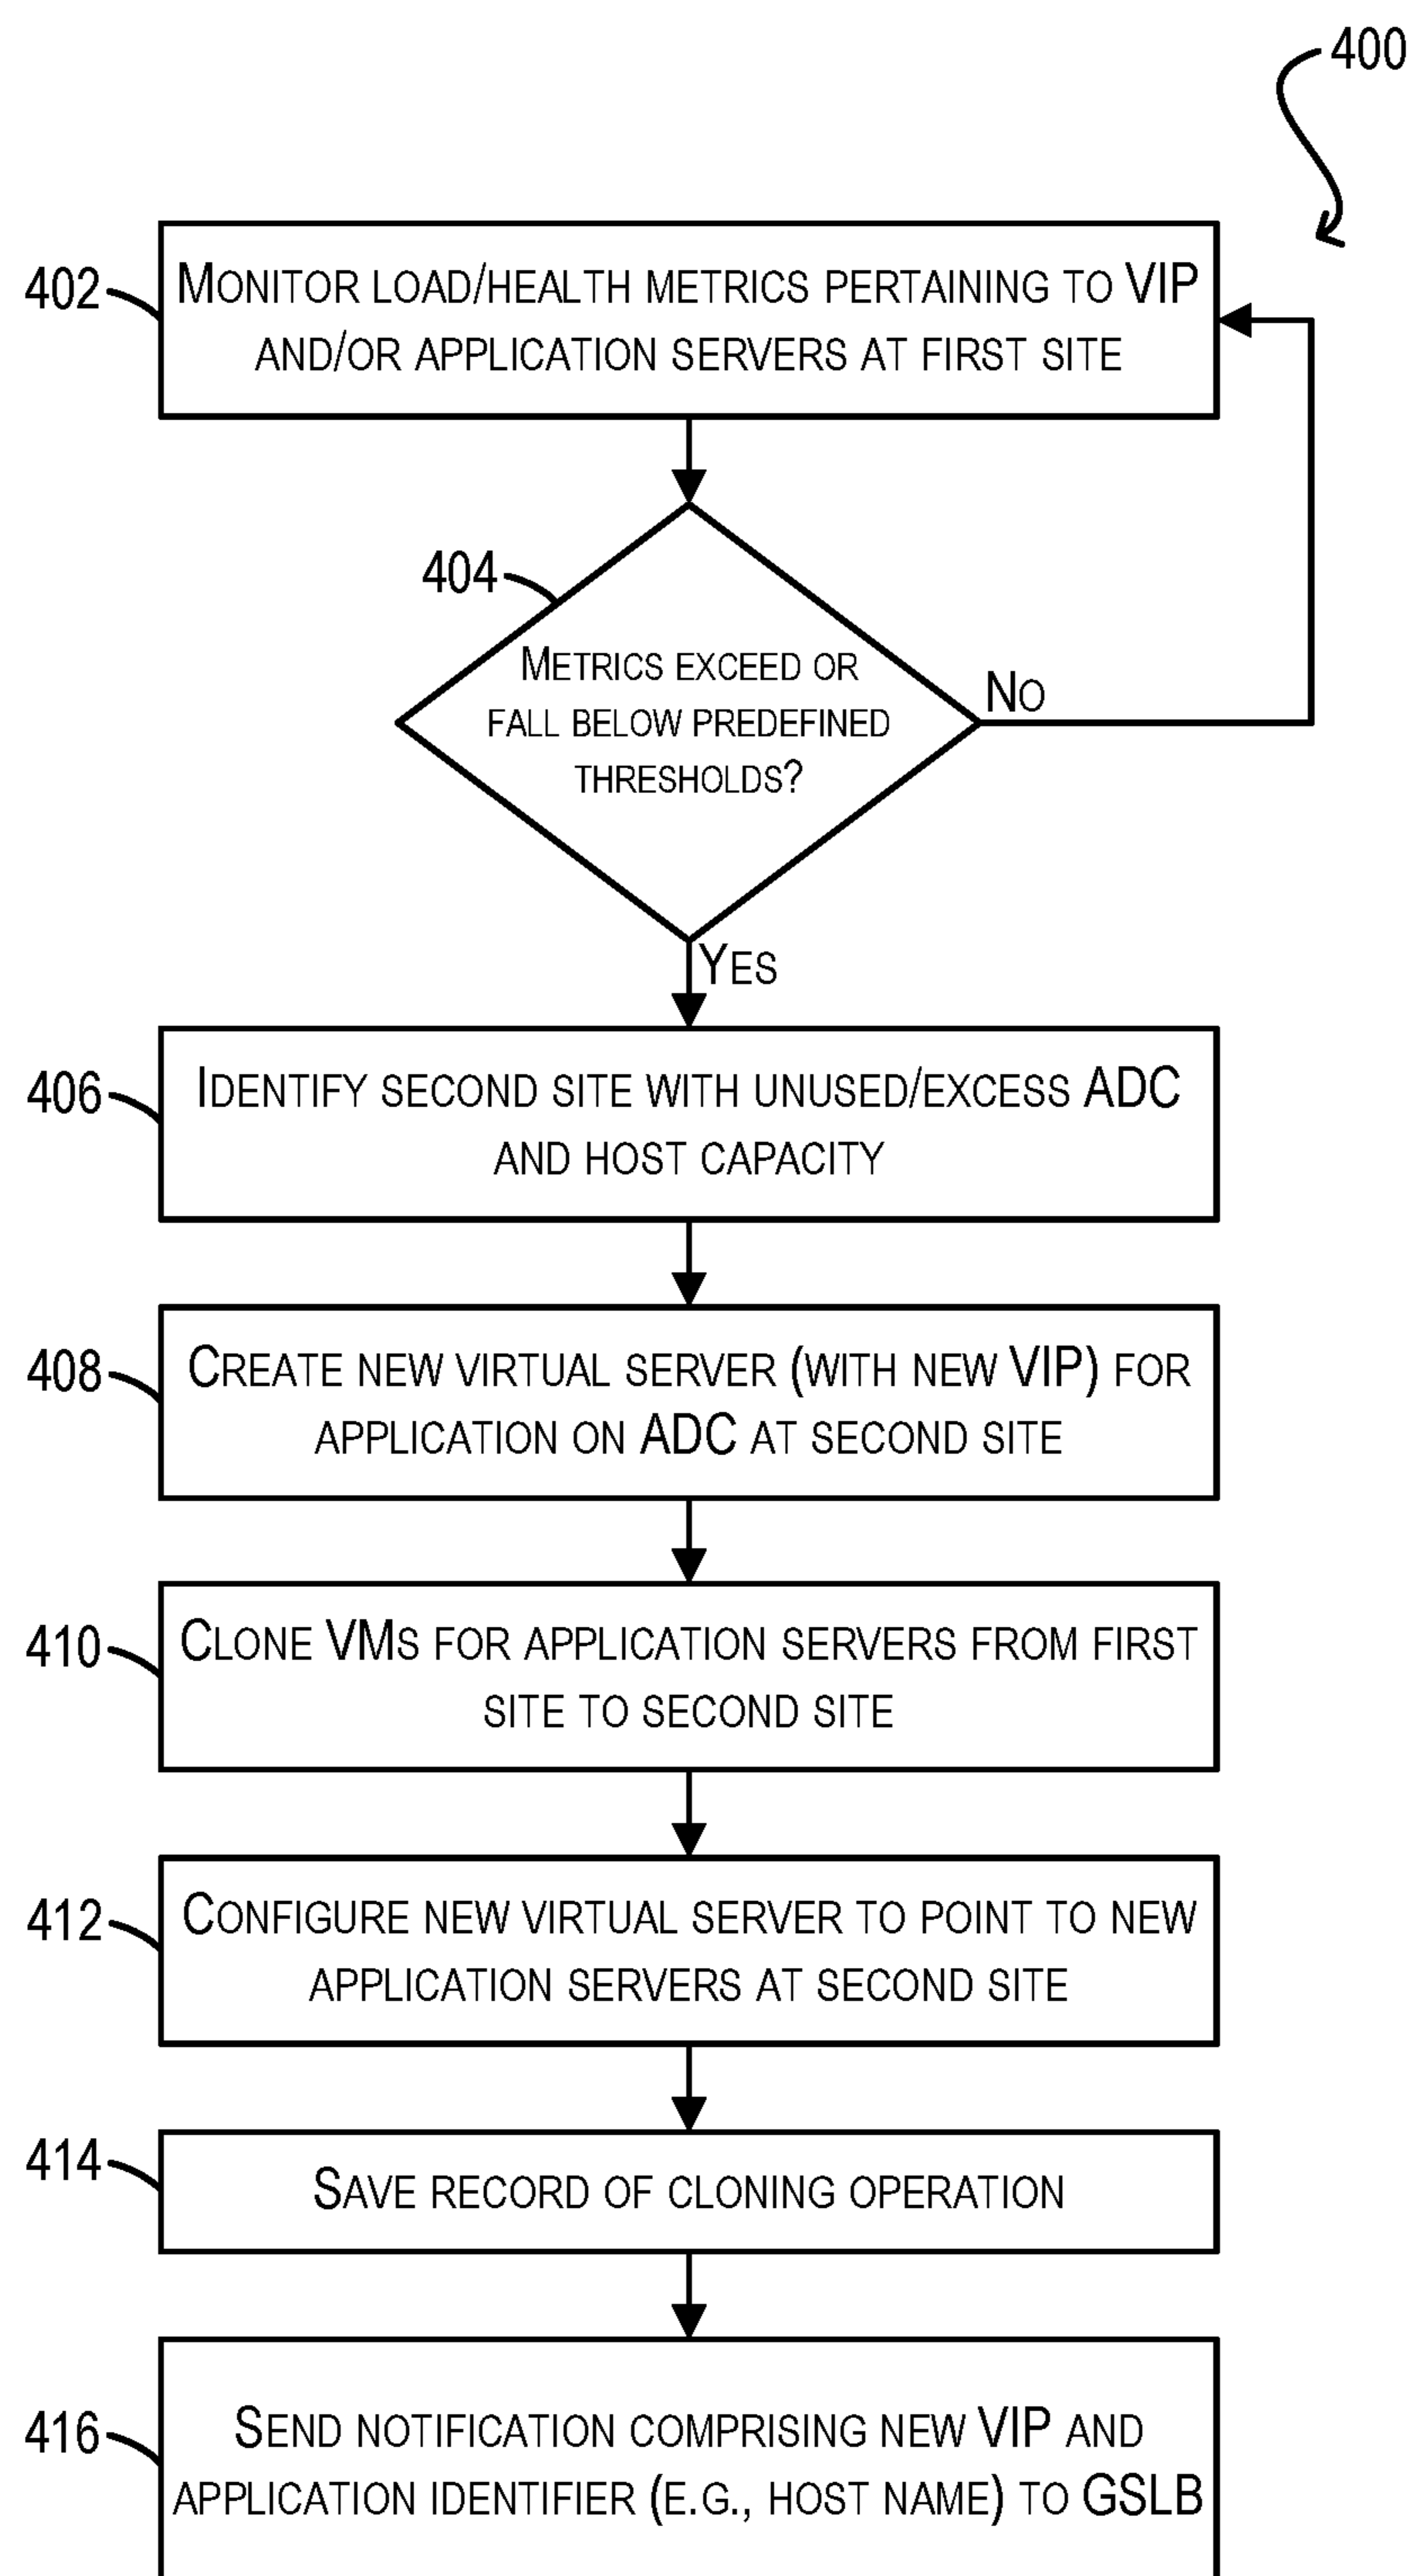 400
402
MONITOR LOAD/HEALTH METRICS PERTAINING TO VIP
AND/OR APPLICATION SERVERS AT FIRST SITE
404
METRICS EXCEED OR
FALL BELOW PREDEFINED
THRESHOLDS?
NO
YES
406
IDENTIFY SECOND SITE WITH UNUSED/EXCESS ADC
AND HOST CAPACITY
408
CREATE NEW VIRTUAL SERVER (WITH NEW VIP) FOR
APPLICATION ON ADC AT SECOND SITE
410
CLONE VMS FOR APPLICATION SERVERS FROM FIRST
SITE TO SECOND SITE
412
CONFIGURE NEW VIRTUAL SERVER TO POINT TO NEW
APPLICATION SERVERS AT SECOND SITE
414
SAVE RECORD OF CLONING OPERATION
416
SEND NOTIFICATION COMPRISING NEW VIP AND
APPLICATION IDENTIFIER (E.G., HOST NAME) TO GSLB